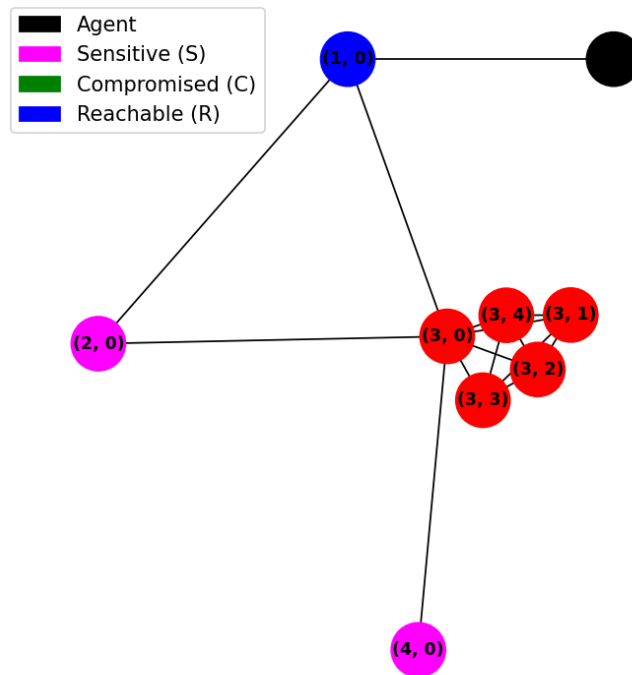 Agent
Sensitive (S)
Compromised (C)
Reachable (R)
(1, 0)
(3, 4)
(3, 1)
(3, 0)
(2, 0)
(3, 2)
(3, 3)
(4, 0)